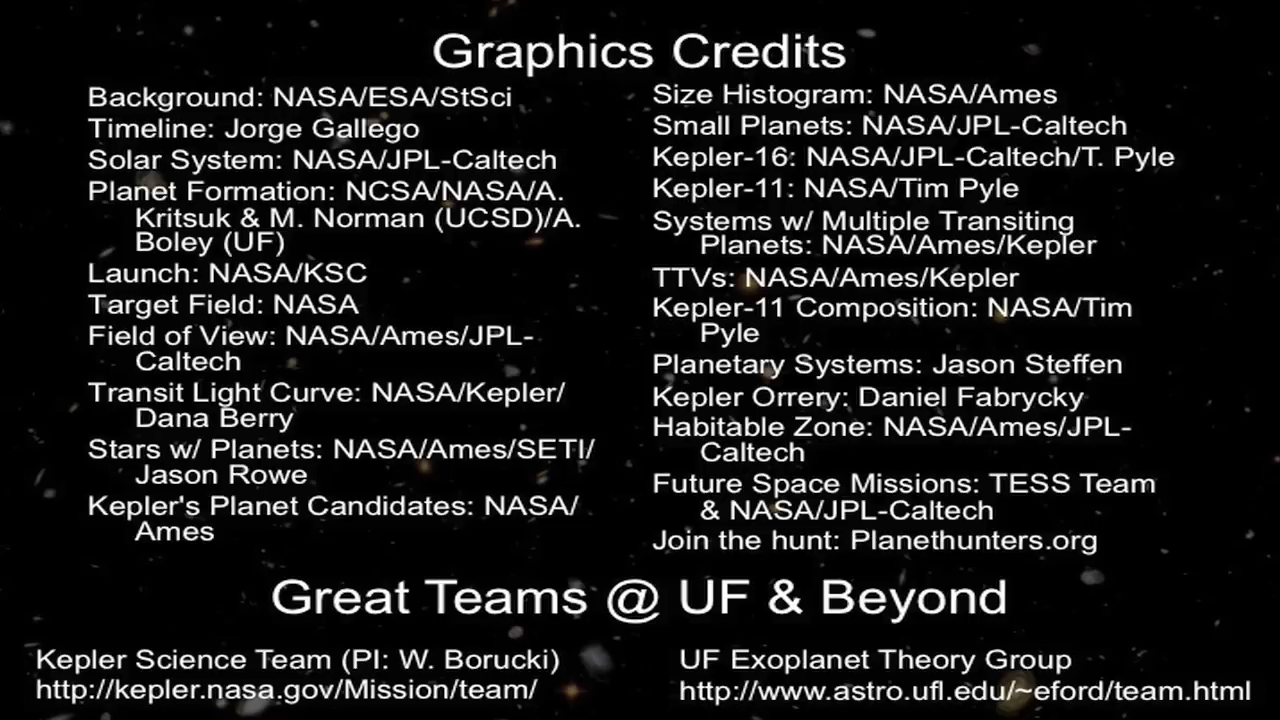 Graphics Credits
Background: NASA/ESA/StSci
Timeline: Jorge Gallego
Solar System: NASA/JPL-Caltech
Planet Formation: NCSA/NASA/A.
Kritsuk & M. Norman (UCSD)/A.
Boley (UF)
Launch: NASA/KSC
Target Field: NASA
Field of View: NASA/Ames/JPL-
Caltech
Transit Light Curve: NASA/Kepler/
Dana Berry
Stars w/ Planets: NASA/Ames/SETI/
Jason Rowe
Kepler's Planet Candidates: NASA/
Ames
Size Histogram: NASA/Ames
Small Planets: NASA/JPL-Caltech
Kepler-16: NASA/JPL-Caltech/T. Pyle
Kepler-11: NASA/Tim Pyle
Systems w/ Multiple Transiting
Planets: NASA/Ames/Kepler
TTVs: NASA/Ames/Kepler
Kepler-11 Composition: NASA/Tim
Pyle
Planetary Systems: Jason Steffen
Kepler Orrery: Daniel Fabrycky
Habitable Zone: NASA/Ames/JPL-
Caltech
Future Space Missions: TESS Team
& NASA/JPL-Caltech
Join the hunt: Planethunters.org
Great Teams @ UF & Beyond
Kepler Science Team (PI: W. Borucki)
http://kepler.nasa.gov/Mission/team/
UF Exoplanet Theory Group
http://www.astro.ufl.edu/~eford/team.html